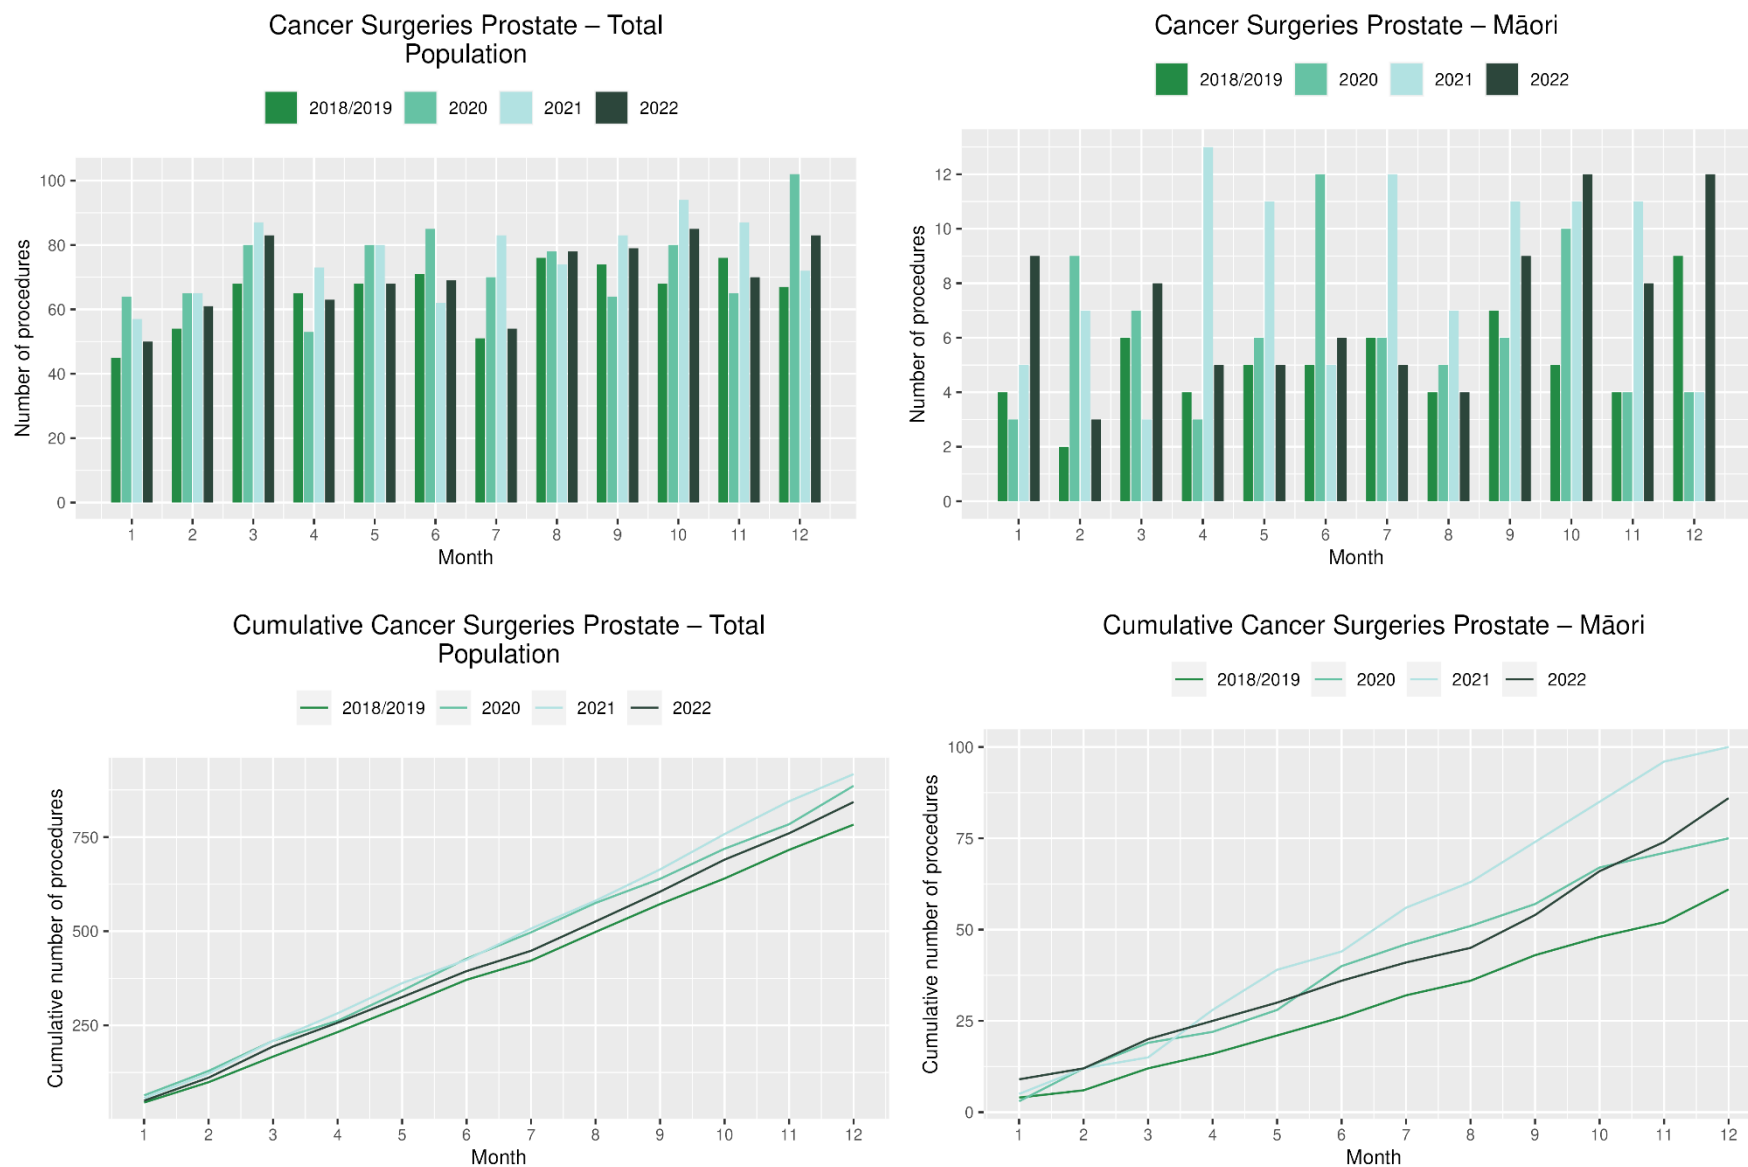 Cancer Surgeries Prostate – Total
Population
2018/2019 2020 2021 2022
Number of procedures
100
80
60
40
20
0
1 2 3 4 5 6 7 8 9 10 11 12
Month
Cancer Surgeries Prostate – Māori
2018/2019 2020 2021 2022
Number of procedures
12
10
8
6
4
2
0
1 2 3 4 5 6 7 8 9 10 11 12
Month
Cumulative Cancer Surgeries Prostate – Total
Population
2018/2019 2020 2021 2022
Cumulative number of procedures
750
500
250
1 2 3 4 5 6 7 8 9 10 11 12
Month
Cumulative Cancer Surgeries Prostate – Māori
2018/2019 2020 2021 2022
Cumulative number of procedures
100
75
50
25
0
1 2 3 4 5 6 7 8 9 10 11 12
Month